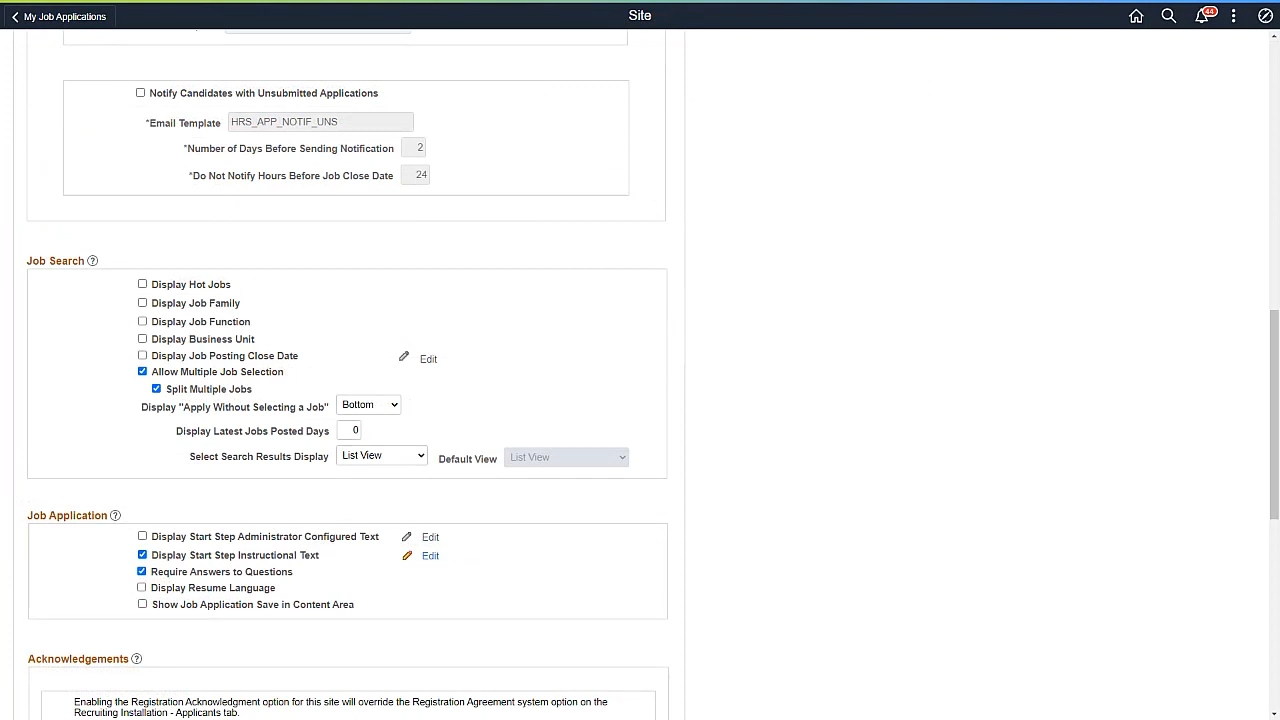 My Job Applications
Site
44
Notify Candidates with Unsubmitted Applications
*Email Template HRS_APP_NOTIF_UNS
*Number of Days Before Sending Notification 2
*Do Not Notify Hours Before Job Close Date 24
Job Search ?
Display Hot Jobs
Display Job Family
Display Job Function
Display Business Unit
Display Job Posting Close Date Edit
Allow Multiple Job Selection
Split Multiple Jobs
Display "Apply Without Selecting a Job" Bottom
Display Latest Jobs Posted Days 0
Select Search Results Display List View Default View List View
Job Application ?
Display Start Step Administrator Configured Text Edit
Display Start Step Instructional Text Edit
Require Answers to Questions
Display Resume Language
Show Job Application Save in Content Area
Acknowledgements ?
Enabling the Registration Acknowledgment option for this site will override the Registration Agreement system option on the
Recruiting Installation - Applicants tab.